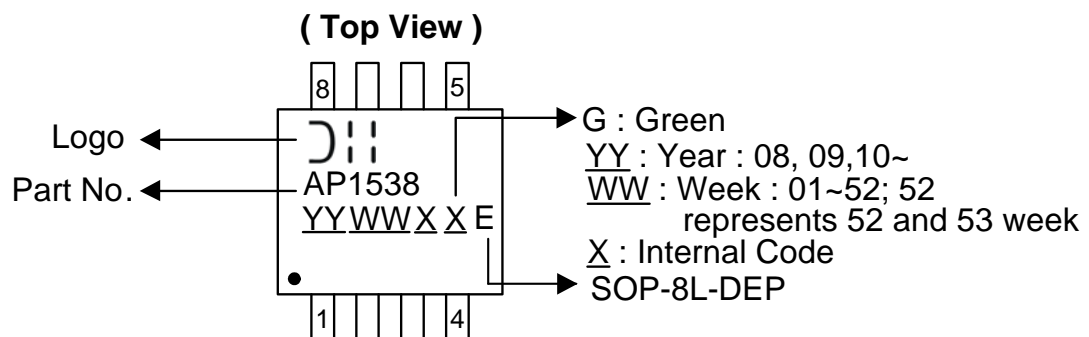 ( Top View )
8 5
Logo
AP1538
Part No.
YYWWX X E
1 4
G : Green
YY : Year : 08, 09,10~
WW : Week : 01~52; 52
represents 52 and 53 week
X : Internal Code
SOP-8L-DEP